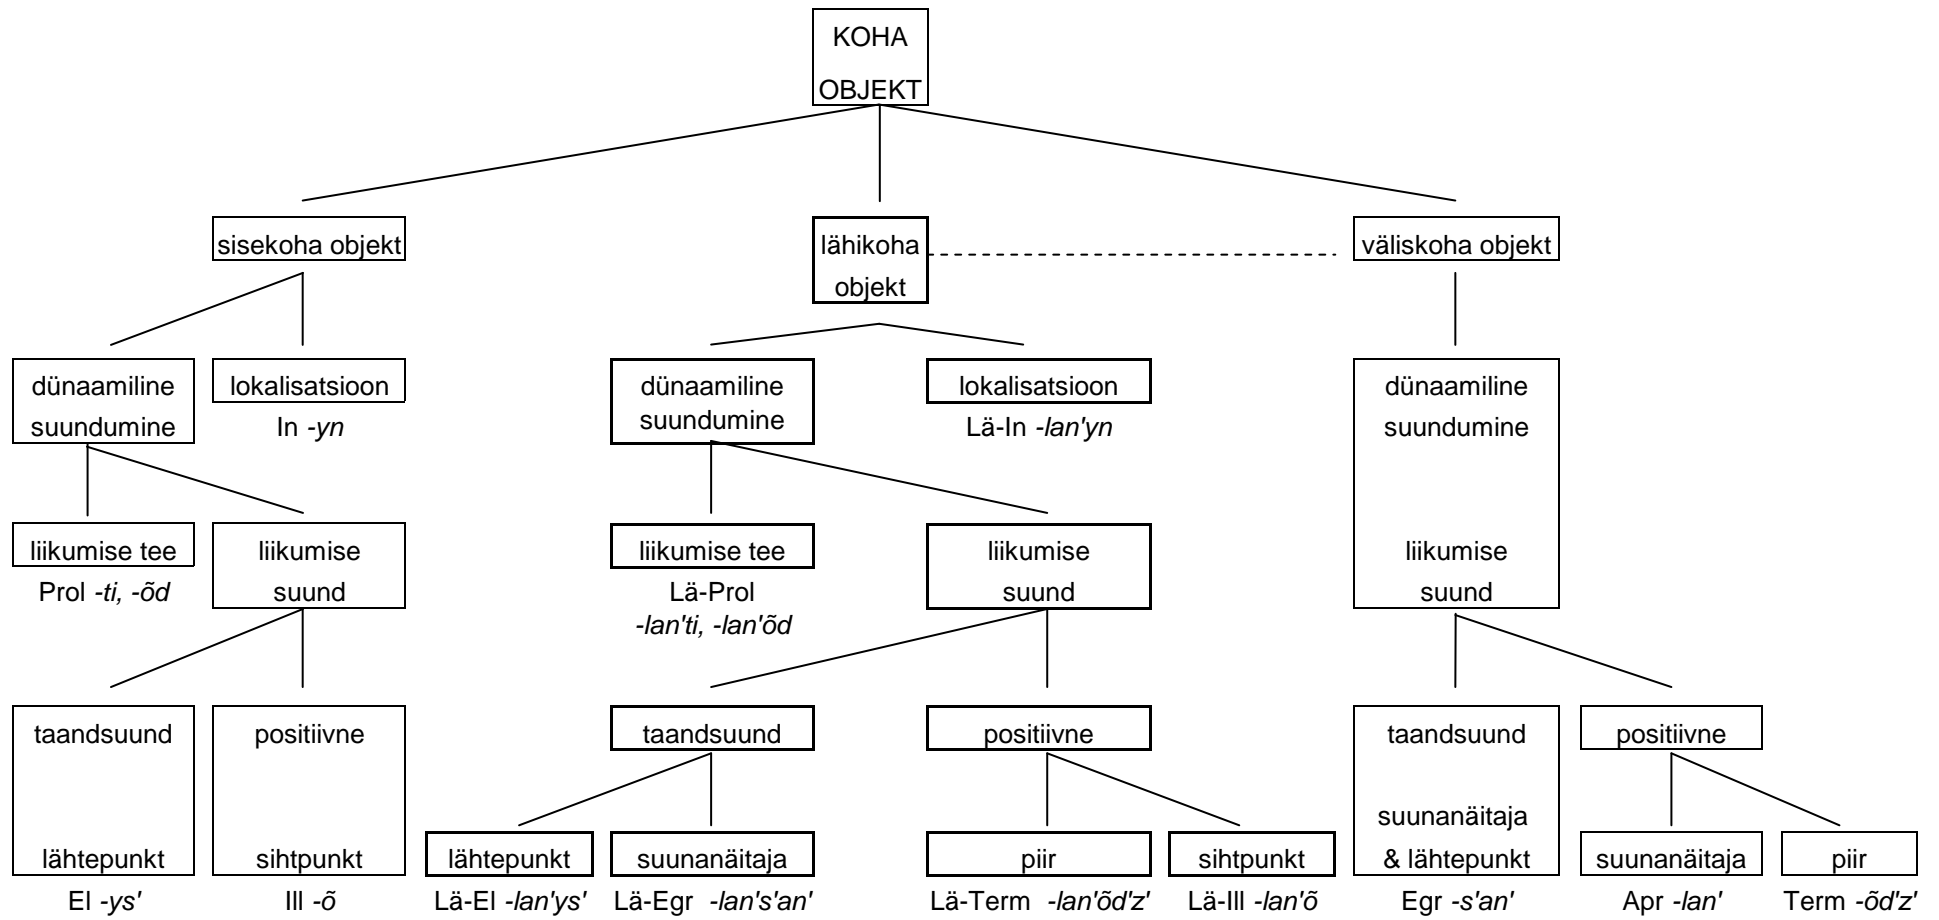 KOHA
OBJEKT
sisekoha objekt
lähikoha
objekt
väliskoha objekt
dünaamiline
suundumine
lokalisatsioon
In -yn
dünaamiline
suundumine
lokalisatsioon
Lä-In -lan'yn
dünaamiline
suundumine
liikumise
suund
liikumise tee
Prol -ti, -õd
liikumise
suund
liikumise tee
Lä-Prol
-lan'ti, -lan'õd
liikumise
suund
taandsuund
lähtepunkt
El -ys'
positiivne
sihtpunkt
Ill -õ
taandsuund
positiivne
taandsuund
suunanäitaja
& lähtepunkt
Egr -s'an'
positiivne
lähtepunkt
Lä-El -lan'ys'
suunanäitaja
Lä-Egr -lan's'an'
piir
Lä-Term -lan'õd'z'
sihtpunkt
Lä-Ill -lan'õ
suunanäitaja
Apr -lan'
piir
Term -õd'z'